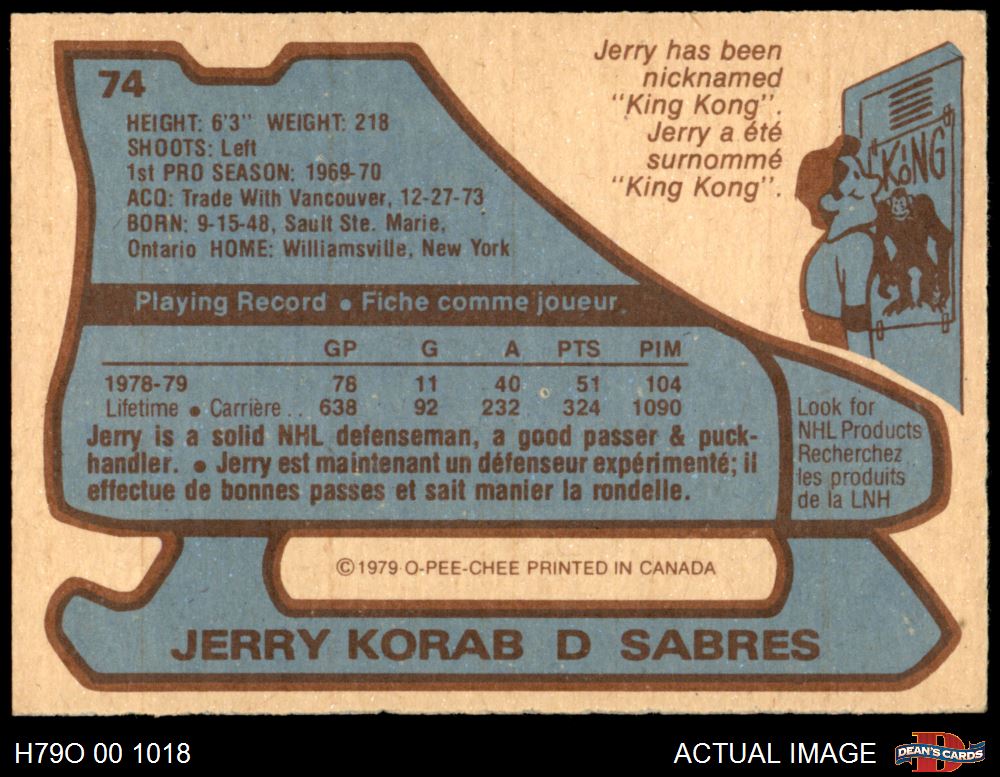 74
HEIGHT: 6'3" WEIGHT: 218
SHOOTS: Left
1st PRO SEASON: 1969-70
ACQ: Trade With Vancouver, 12-27-73
BORN: 9-15-48, Sault Ste. Marie,
Ontario HOME: Williamsville, New York
Jerry has been
nicknamed
"King Kong".
Jerry a été
surnommé
"King Kong".
KONG
Playing Record • Fiche comme joueur
GP G A PTS PIM
1978-79 78 11 40 51 104
Lifetime • Carrière .. 638 92 232 324 1090
Jerry is a solid NHL defenseman, a good passer & puck-
handler. • Jerry est maintenant un défenseur expérimenté; il
effectue de bonnes passes et sait manier la rondelle.
Look for
NHL Products
Recherchez
les produits
de la LNH
©1979 O-PEE-CHEE PRINTED IN CANADA
JERRY KORAB D SABRES
H79O 00 1018
ACTUAL IMAGE
DEAN'S CARDS